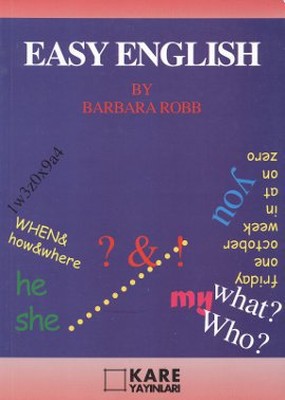 EASY ENGLISH
BY
BARBARA ROBB
1w3z0x9a4
you
zero
on
at
in
week
october
one
friday
WHEN&
how&where
? & !
he
she
my
what?
Who?
KARE
YAYINLARI